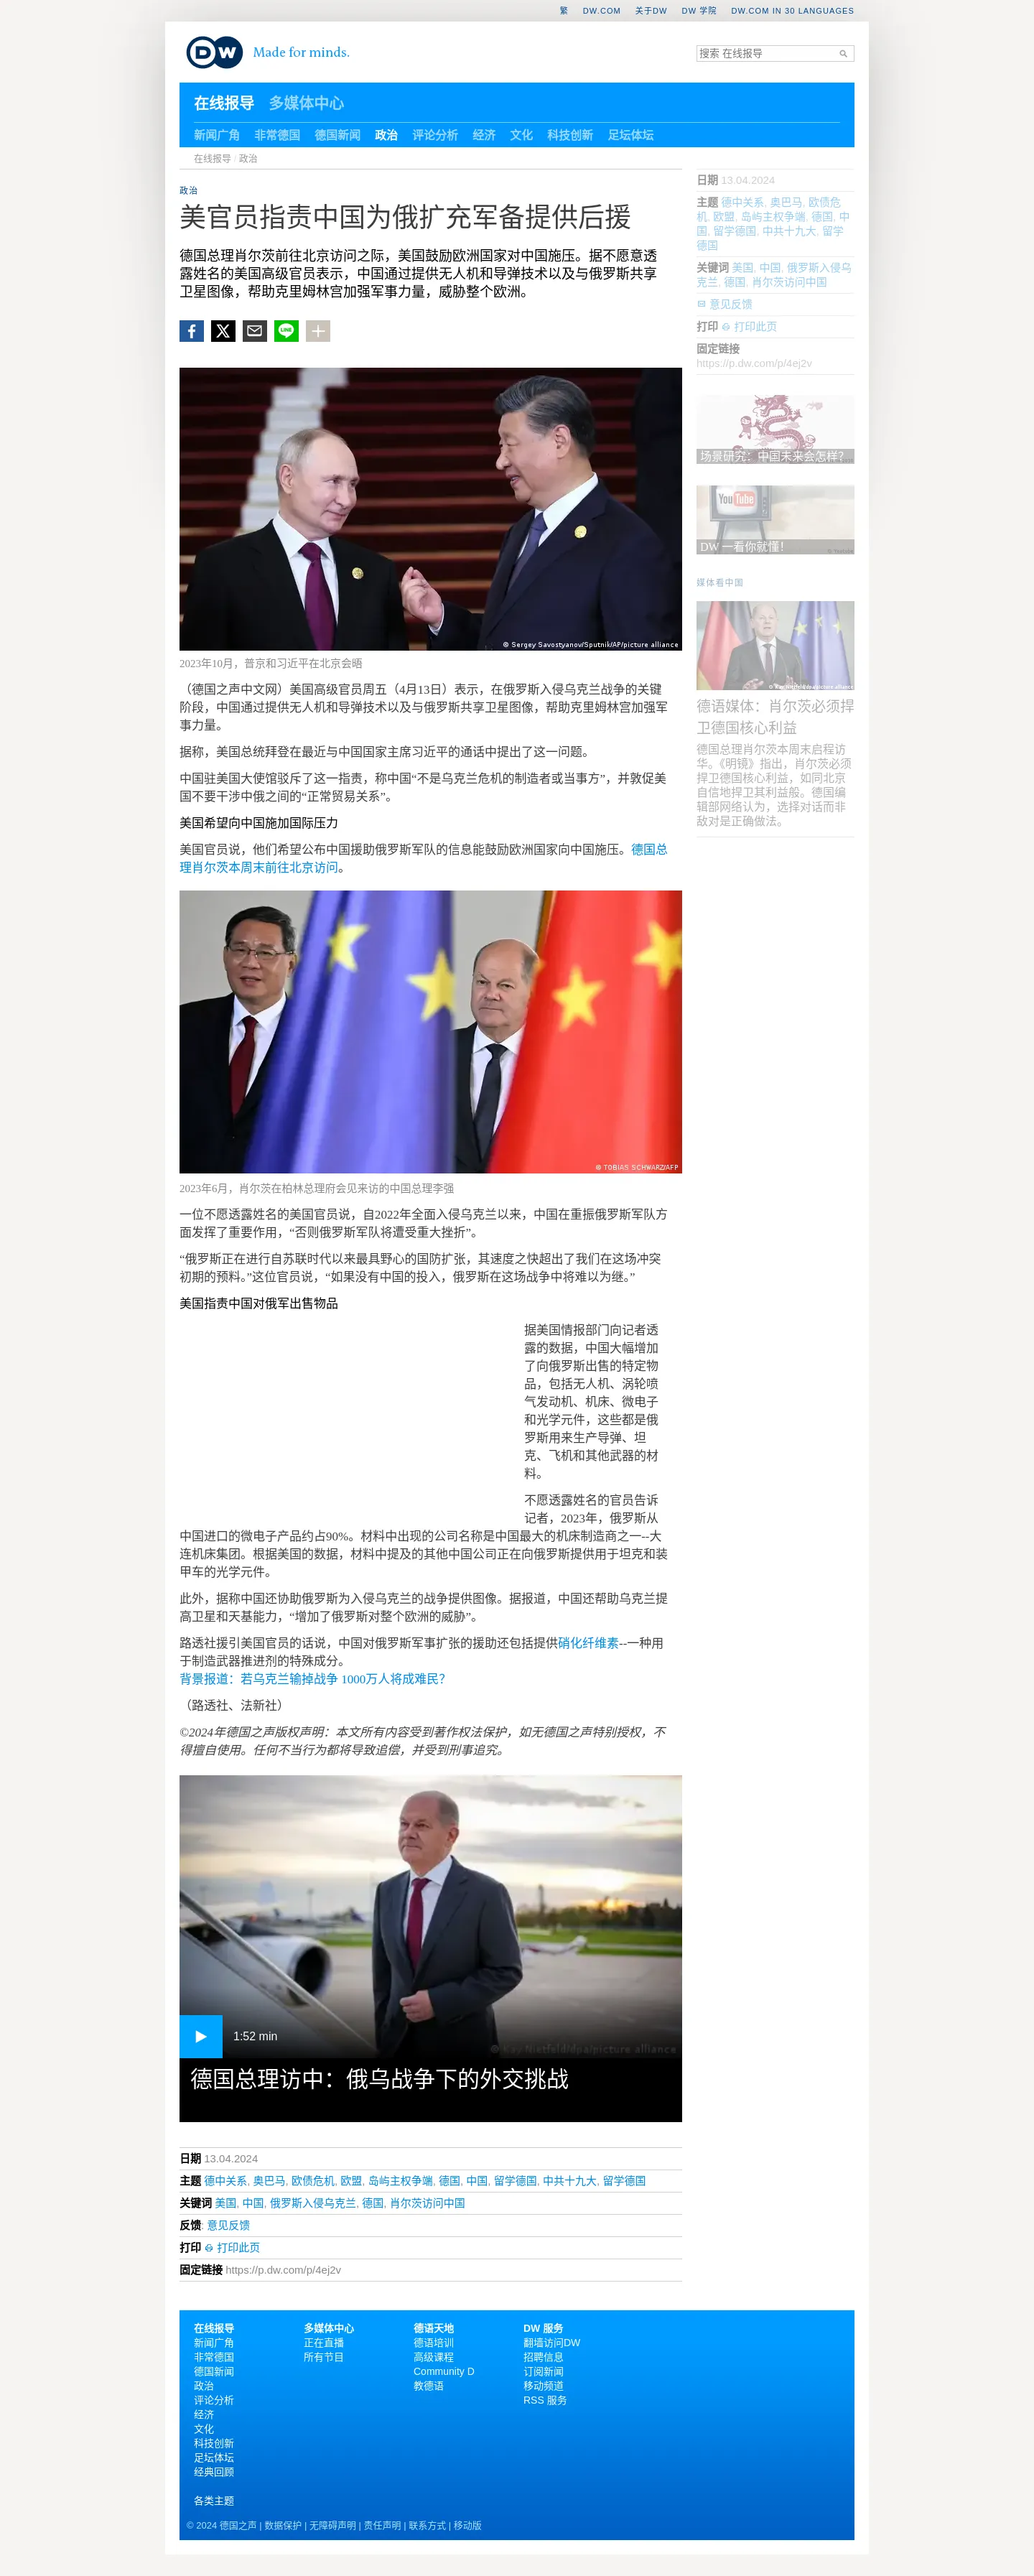 繁 DW.COM 关于DW DW 学院 DW.COM IN 30 LANGUAGES
DW Made for minds.
搜索 在线报导
在线报导 多媒体中心
新闻广角 非常德国 德国新闻 政治 评论分析 经济 文化 科技创新 足坛体坛
在线报导 / 政治
政治
美官员指责中国为俄扩充军备提供后援
德国总理肖尔茨前往北京访问之际，美国鼓励欧洲国家对中国施压。据不愿意透
露姓名的美国高级官员表示，中国通过提供无人机和导弹技术以及与俄罗斯共享
卫星图像，帮助克里姆林宫加强军事力量，威胁整个欧洲。
LINE
© Sergey Savostyanov/Sputnik/AP/picture alliance
2023年10月，普京和习近平在北京会晤
（德国之声中文网）美国高级官员周五（4月13日）表示，在俄罗斯入侵乌克兰战争的关键
阶段，中国通过提供无人机和导弹技术以及与俄罗斯共享卫星图像，帮助克里姆林宫加强军
事力量。
据称，美国总统拜登在最近与中国国家主席习近平的通话中提出了这一问题。
中国驻美国大使馆驳斥了这一指责，称中国“不是乌克兰危机的制造者或当事方”，并敦促美
国不要干涉中俄之间的“正常贸易关系”。
美国希望向中国施加国际压力
美国官员说，他们希望公布中国援助俄罗斯军队的信息能鼓励欧洲国家向中国施压。德国总
理肖尔茨本周末前往北京访问。
© TOBIAS SCHWARZ/AFP
2023年6月，肖尔茨在柏林总理府会见来访的中国总理李强
一位不愿透露姓名的美国官员说，自2022年全面入侵乌克兰以来，中国在重振俄罗斯军队方
面发挥了重要作用，“否则俄罗斯军队将遭受重大挫折”。
“俄罗斯正在进行自苏联时代以来最具野心的国防扩张，其速度之快超出了我们在这场冲突
初期的预料。”这位官员说，“如果没有中国的投入，俄罗斯在这场战争中将难以为继。”
美国指责中国对俄军出售物品
据美国情报部门向记者透
露的数据，中国大幅增加
了向俄罗斯出售的特定物
品，包括无人机、涡轮喷
气发动机、机床、微电子
和光学元件，这些都是俄
罗斯用来生产导弹、坦
克、飞机和其他武器的材
料。
不愿透露姓名的官员告诉
记者，2023年，俄罗斯从
中国进口的微电子产品约占90%。材料中出现的公司名称是中国最大的机床制造商之一--大
连机床集团。根据美国的数据，材料中提及的其他中国公司正在向俄罗斯提供用于坦克和装
甲车的光学元件。
此外，据称中国还协助俄罗斯为入侵乌克兰的战争提供图像。据报道，中国还帮助乌克兰提
高卫星和天基能力，“增加了俄罗斯对整个欧洲的威胁”。
路透社援引美国官员的话说，中国对俄罗斯军事扩张的援助还包括提供硝化纤维素--一种用
于制造武器推进剂的特殊成分。
背景报道：若乌克兰输掉战争 1000万人将成难民？
（路透社、法新社）
©2024年德国之声版权声明：本文所有内容受到著作权法保护，如无德国之声特别授权，不
得擅自使用。任何不当行为都将导致追偿，并受到刑事追究。
1:52 min
© Kay Nietfeld/dpa/picture alliance
德国总理访中：俄乌战争下的外交挑战
日期 13.04.2024
主题 德中关系, 奥巴马, 欧债危机, 欧盟, 岛屿主权争端, 德国, 中国, 留学德国, 中共十九大, 留学德国
关键词 美国, 中国, 俄罗斯入侵乌克兰, 德国, 肖尔茨访问中国
反馈: 意见反馈
打印 打印此页
固定链接 https://p.dw.com/p/4ej2v
日期 13.04.2024
主题 德中关系, 奥巴马, 欧债危
机, 欧盟, 岛屿主权争端, 德国, 中
国, 留学德国, 中共十九大, 留学
德国
关键词 美国, 中国, 俄罗斯入侵乌
克兰, 德国, 肖尔茨访问中国
意见反馈
打印 打印此页
固定链接
https://p.dw.com/p/4ej2v
场景研究：中国未来会怎样？
YouTube
DW 一看你就懂！
媒体看中国
德语媒体：肖尔茨必须捍
卫德国核心利益
德国总理肖尔茨本周末启程访
华。《明镜》指出，肖尔茨必须
捍卫德国核心利益，如同北京
自信地捍卫其利益般。德国编
辑部网络认为，选择对话而非
敌对是正确做法。
在线报导
新闻广角
非常德国
德国新闻
政治
评论分析
经济
文化
科技创新
足坛体坛
经典回顾
各类主题
多媒体中心
正在直播
所有节目
德语天地
德语培训
高级课程
Community D
教德语
DW 服务
翻墙访问DW
招聘信息
订阅新闻
移动频道
RSS 服务
© 2024 德国之声 | 数据保护 | 无障碍声明 | 责任声明 | 联系方式 | 移动版